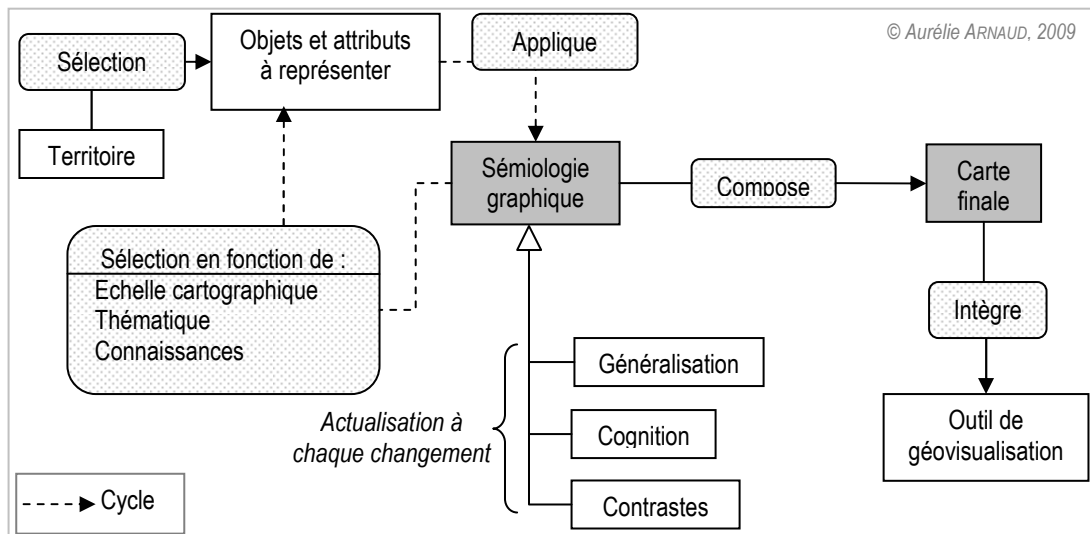 © Aurélie ARNAUD, 2009
Sélection
Objets et attributs
à représenter
Applique
Territoire
Sémiologie
graphique
Compose
Carte
finale
Sélection en fonction de :
Echelle cartographique
Thématique
Connaissances
Intègre
Généralisation
Actualisation à
chaque changement
Cognition
Outil de
géovisualisation
Contrastes
Cycle